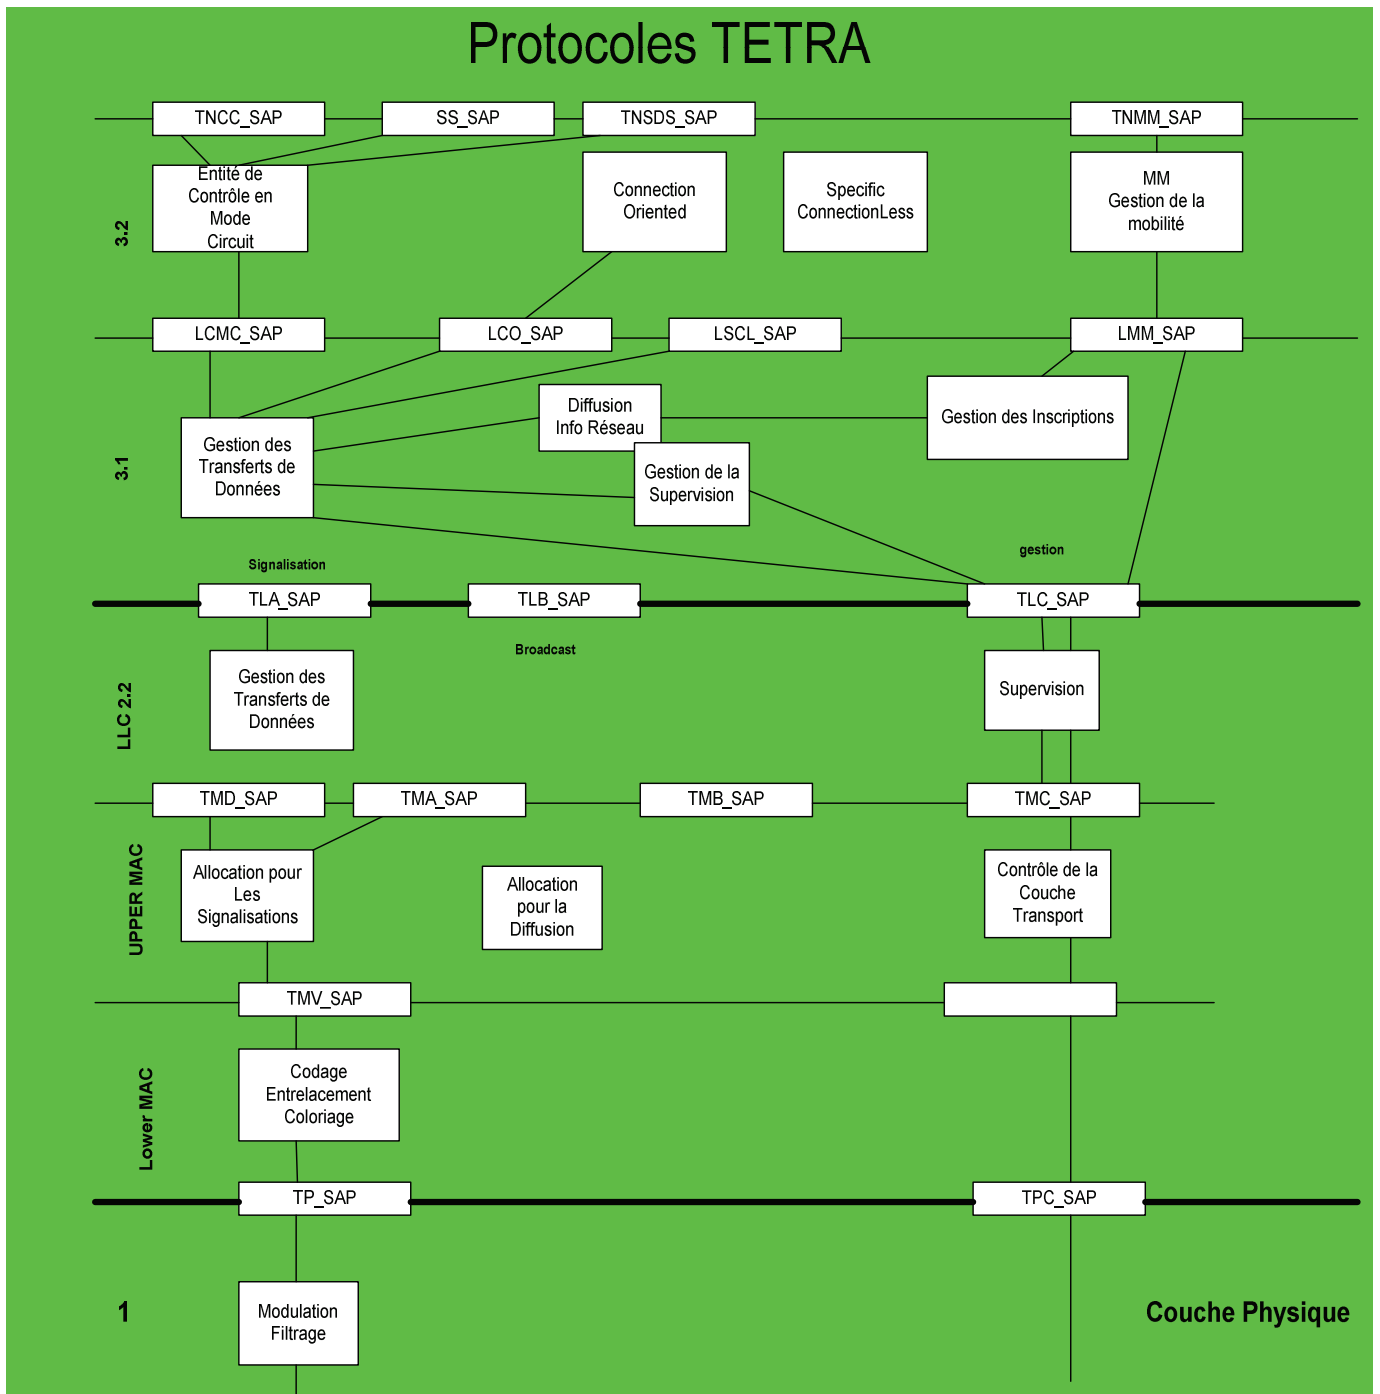 Protocoles TETRA
TNCC_SAP
SS_SAP
TNSDS_SAP
TNMM_SAP
3.2
Entité de
Contrôle en
Mode
Circuit
Connection
Oriented
Specific
ConnectionLess
MM
Gestion de la
mobilité
LCMC_SAP
LCO_SAP
LSCL_SAP
LMM_SAP
3.1
Gestion des
Transferts de
Données
Diffusion
Info Réseau
Gestion de la
Supervision
Gestion des Inscriptions
Signalisation
gestion
TLA_SAP
TLB_SAP
TLC_SAP
Broadcast
LLC 2.2
Gestion des
Transferts de
Données
Supervision
TMD_SAP
TMA_SAP
TMB_SAP
TMC_SAP
UPPER MAC
Allocation pour
Les
Signalisations
Allocation
pour la
Diffusion
Contrôle de la
Couche
Transport
TMV_SAP
Lower MAC
Codage
Entrelacement
Coloriage
TP_SAP
TPC_SAP
1
Modulation
Filtrage
Couche Physique